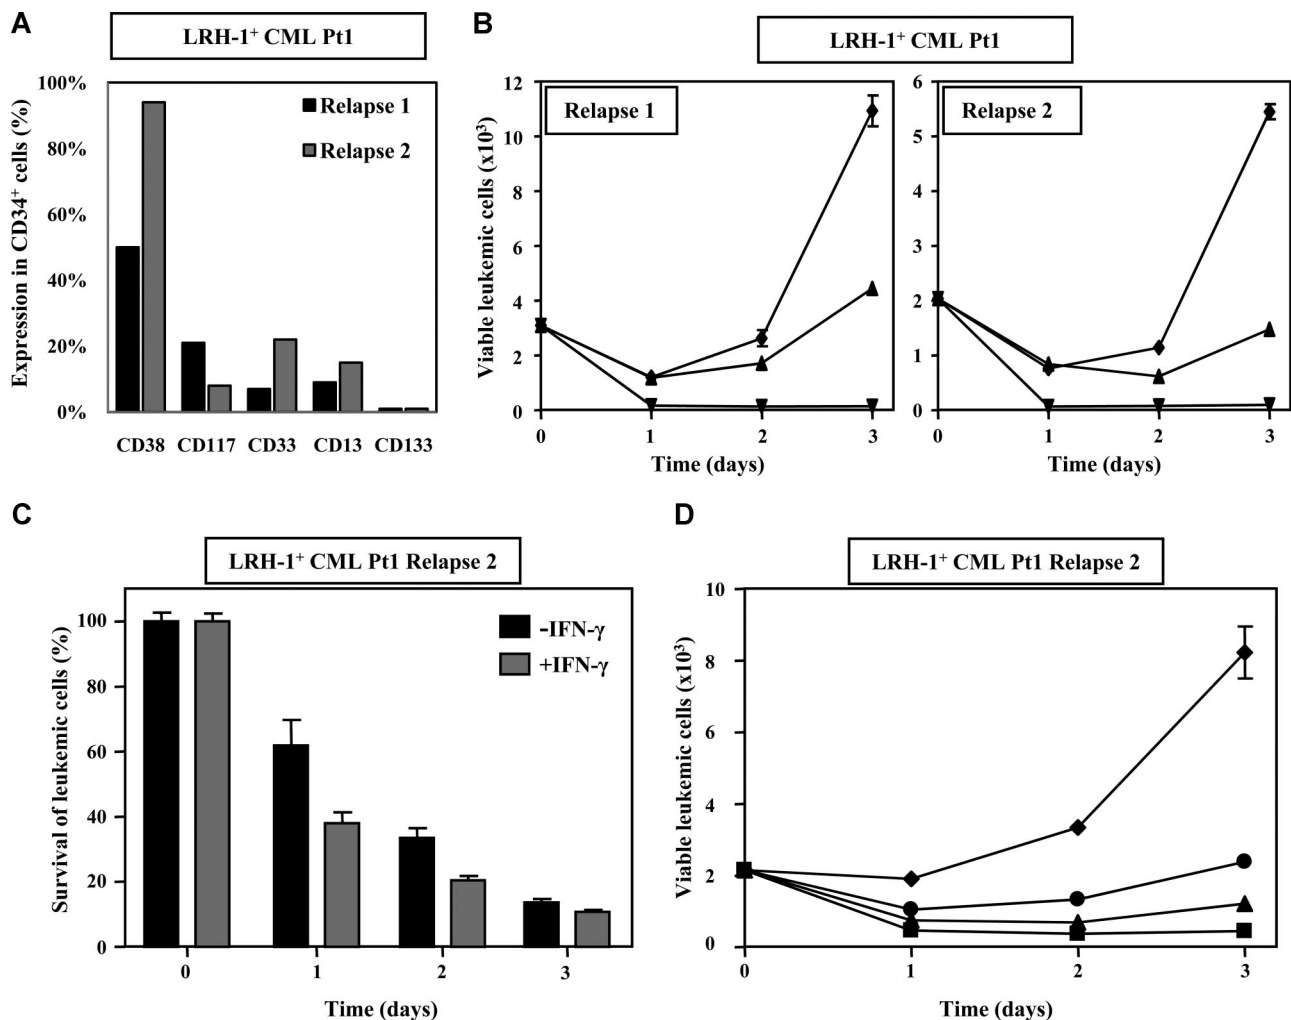 A
LRH-1⁺ CML Pt1
Expression in CD34⁺ cells (%)
100%
80%
60%
40%
20%
0%
Relapse 1
Relapse 2
CD38 CD117 CD33 CD13 CD133
B
LRH-1⁺ CML Pt1
Viable leukemic cells (x10³)
Relapse 1
12
10
8
6
4
2
0
0 1 2 3
Time (days)
Relapse 2
6
5
4
3
2
1
0
0 1 2 3
Time (days)
C
LRH-1⁺ CML Pt1 Relapse 2
Survival of leukemic cells (%)
100
80
60
40
20
0
-IFN-γ
+IFN-γ
0 1 2 3
Time (days)
D
LRH-1⁺ CML Pt1 Relapse 2
Viable leukemic cells (x10³)
10
8
6
4
2
0
0 1 2 3
Time (days)